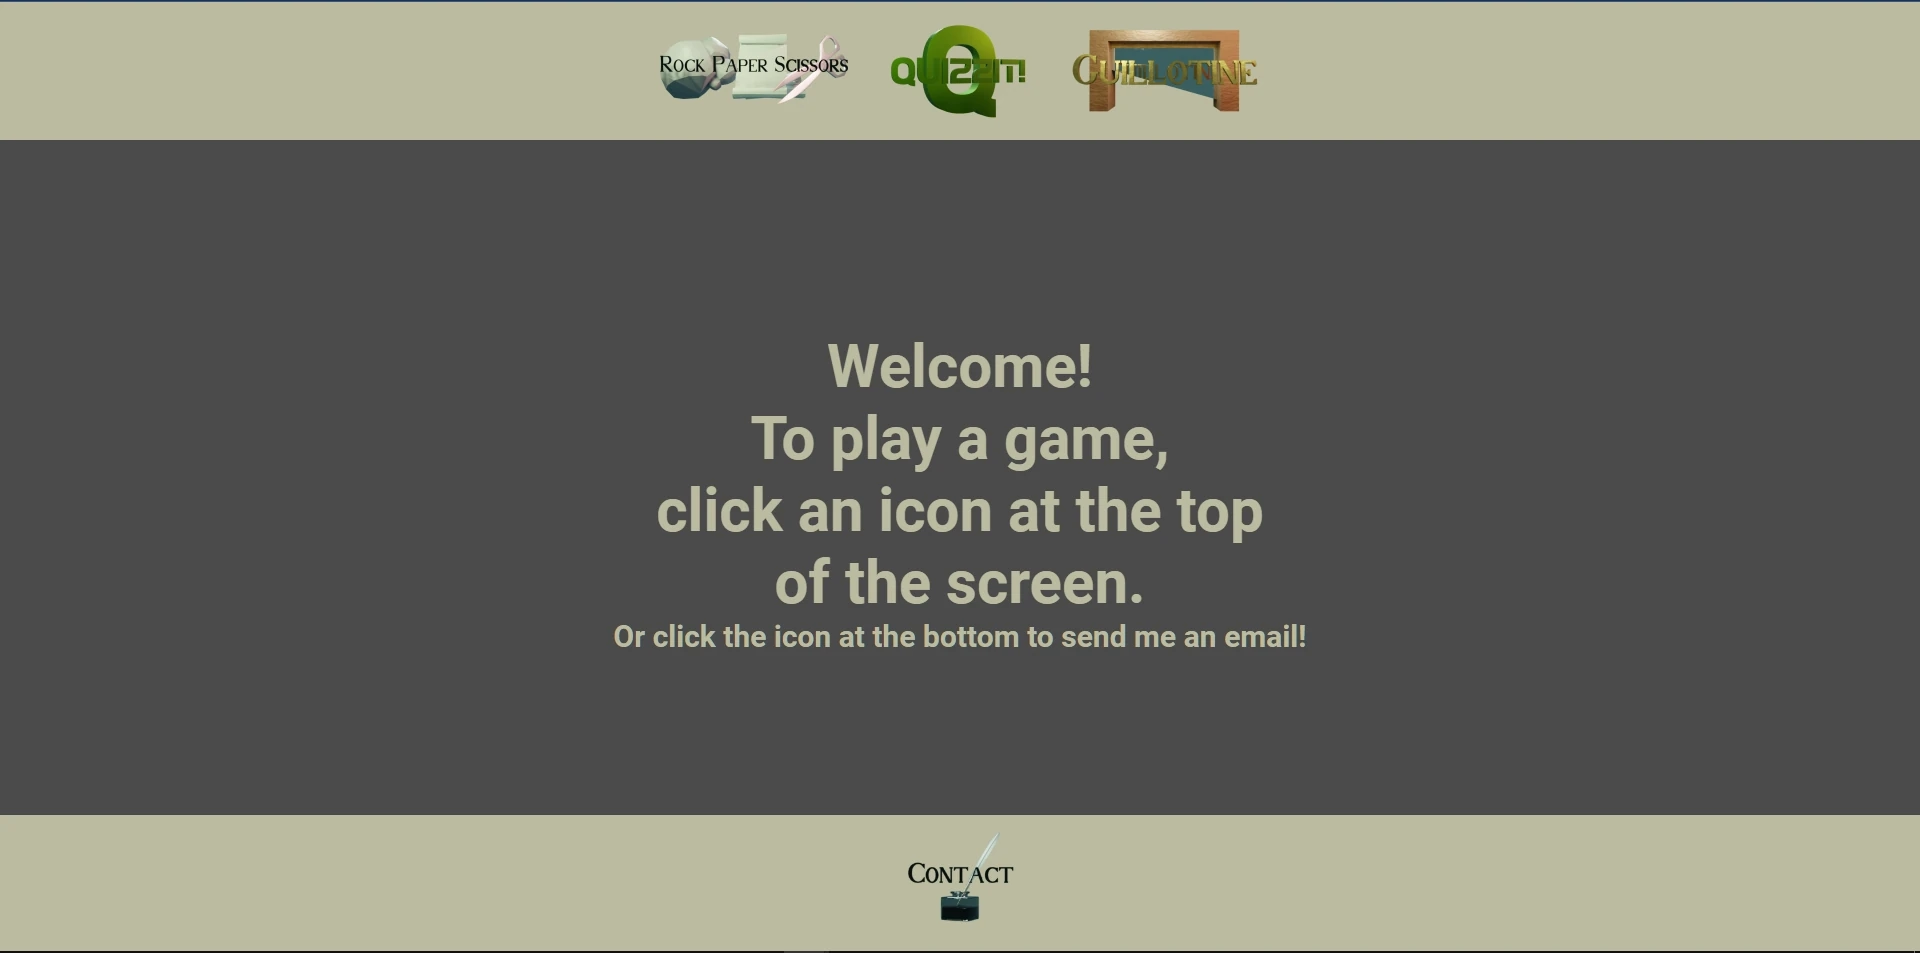 Rock Paper Scissors
QUIZZIT!
Guillotine
Welcome!
To play a game,
click an icon at the top
of the screen.
Or click the icon at the bottom to send me an email!
Contact